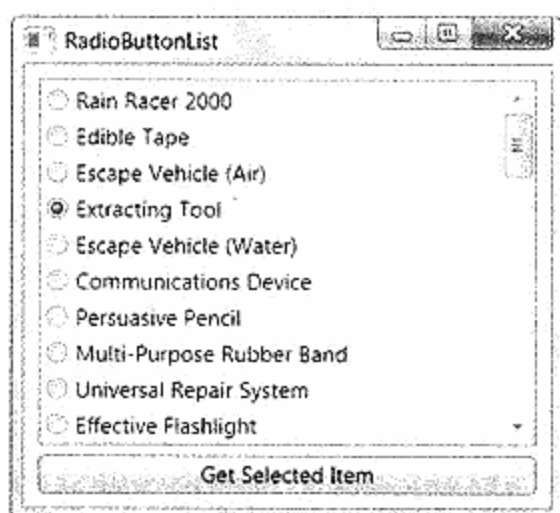 RadioButtonList
Rain Racer 2000
Edible Tape
Escape Vehicle (Air)
Extracting Tool
Escape Vehicle (Water)
Communications Device
Persuasive Pencil
Multi-Purpose Rubber Band
Universal Repair System
Effective Flashlight
Get Selected Item